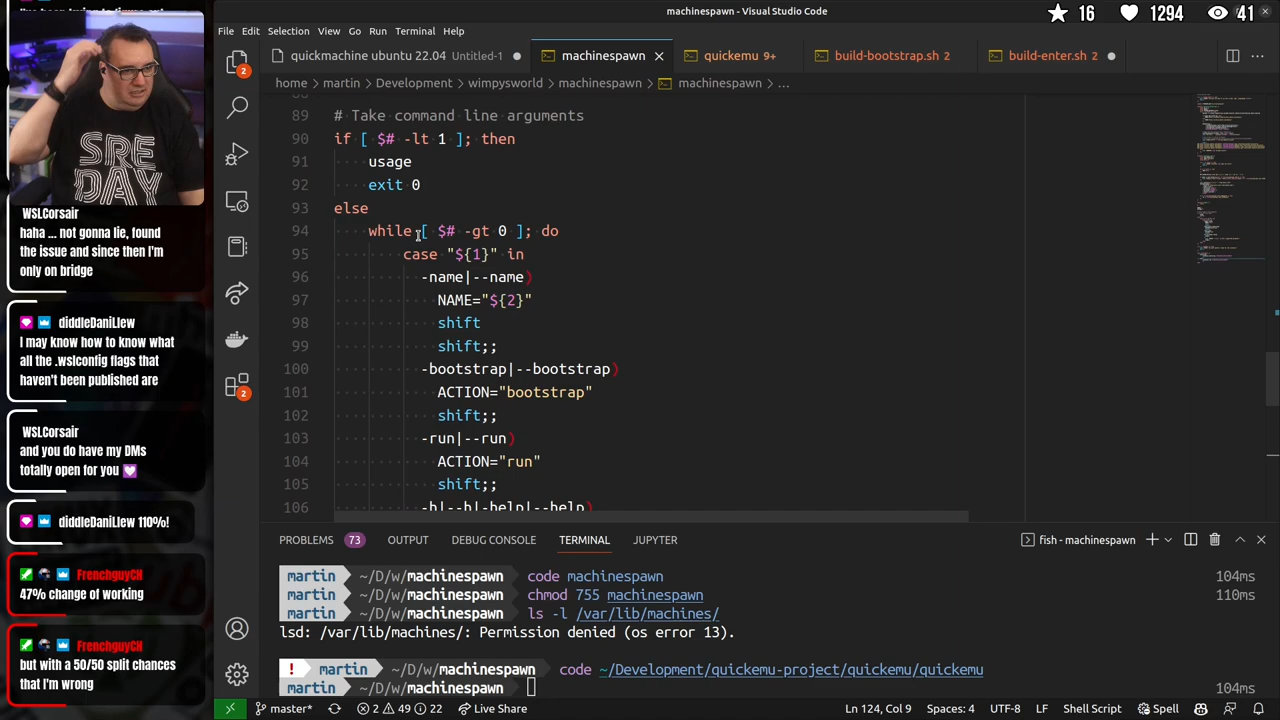 machinespawn - Visual Studio Code
16 1294 41
File Edit Selection View Go Run Terminal Help
quickmachine ubuntu 22.04 Untitled-1 machinespawn quickemu 9+ build-bootstrap.sh 2 build-enter.sh 2
home > martin > Development > wimpysworld > machinespawn > machinespawn > ...
89 # Take command line arguments
90 if [ $# -lt 1 ]; then
91 usage
92 exit 0
93 else
94 while [ $# -gt 0 ]; do
95 case "${1}" in
96 -name|--name)
97 NAME="${2}"
98 shift
99 shift;;
100 -bootstrap|--bootstrap)
101 ACTION="bootstrap"
102 shift;;
103 -run|--run)
104 ACTION="run"
105 shift;;
106 -h|--h|-help|--help)
PROBLEMS 73 OUTPUT DEBUG CONSOLE TERMINAL JUPYTER
fish - machinespawn
martin ~/D/w/machinespawn code machinespawn 104ms
martin ~/D/w/machinespawn chmod 755 machinespawn 110ms
martin ~/D/w/machinespawn ls -l /var/lib/machines/
lsd: /var/lib/machines/: Permission denied (os error 13).
! martin ~/D/w/machinespawn code ~/Development/quickemu-project/quickemu/quickemu
martin ~/D/w/machinespawn 104ms
master* 2 49 22 Live Share Ln 124, Col 9 Spaces: 4 UTF-8 LF Shell Script Spell
2
2
SRE
DAY
WSLCorsair
haha ... not gonna lie, found
the issue and since then I'm
only on bridge
diddleDaniLlew
I may know how to know what
all the .wslconfig flags that
haven't been published are
WSLCorsair
and you do have my DMs
totally open for you
diddleDaniLlew 110%!
FrenchguyCH
47% change of working
FrenchguyCH
but with a 50/50 split chances
that I'm wrong